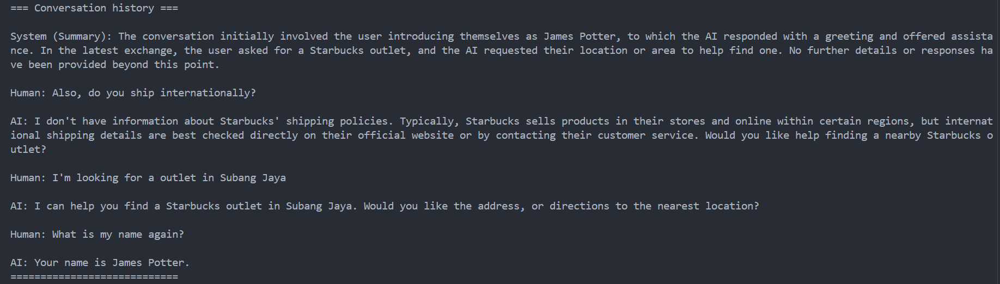 === Conversation history ===
System (Summary): The conversation initially involved the user introducing themselves as James Potter, to which the AI responded with a greeting and offered assista
nce. In the latest exchange, the user asked for a Starbucks outlet, and the AI requested their location or area to help find one. No further details or responses ha
ve been provided beyond this point.
Human: Also, do you ship internationally?
AI: I don't have information about Starbucks' shipping policies. Typically, Starbucks sells products in their stores and online within certain regions, but internat
ional shipping details are best checked directly on their official website or by contacting their customer service. Would you like help finding a nearby Starbucks o
utlet?
Human: I'm looking for a outlet in Subang Jaya
AI: I can help you find a Starbucks outlet in Subang Jaya. Would you like the address, or directions to the nearest location?
Human: What is my name again?
AI: Your name is James Potter.
============================